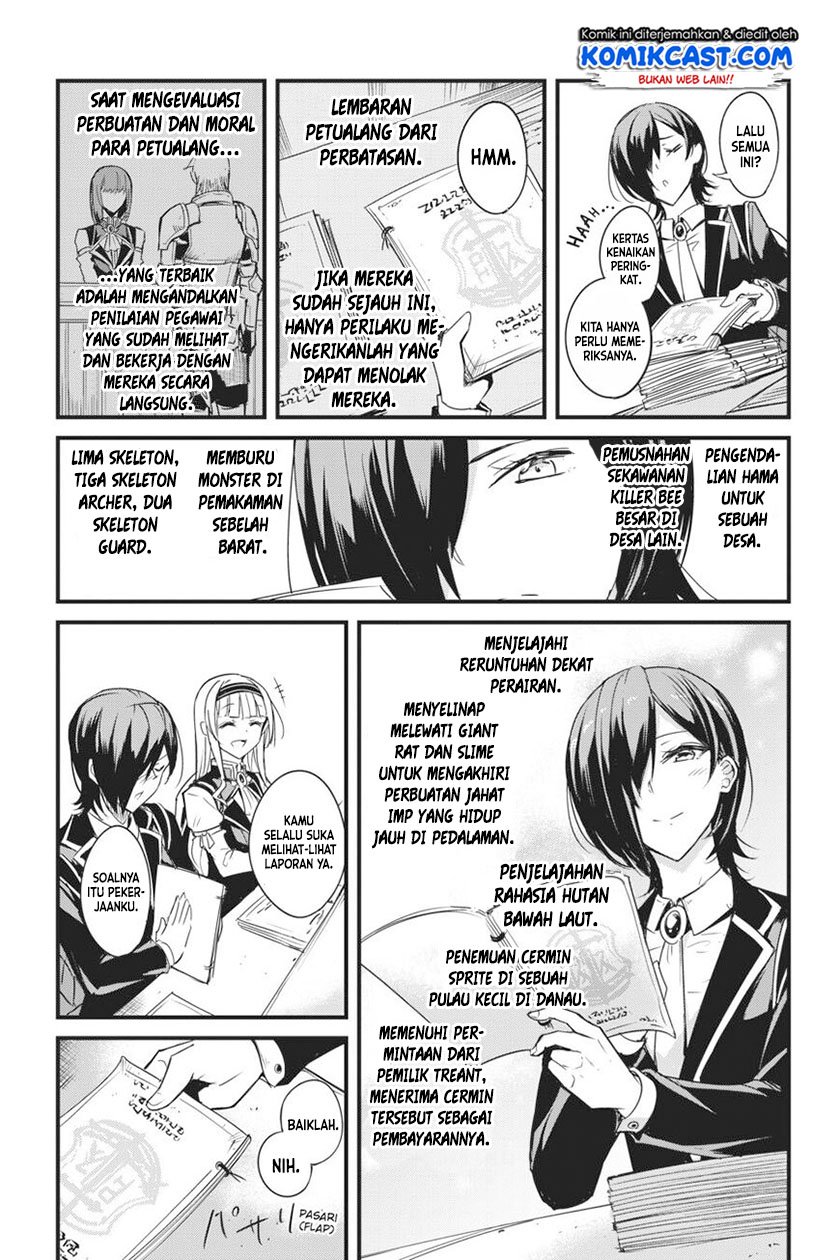 Komik ini diterjemahkan & diedit oleh
KOMIKCAST.COM
BUKAN WEB LAIN!!
LALU
SEMUA
INI?
HAAH...
KERTAS
KENAIKAN
PERING-
KAT.
KITA HANYA
PERLU MEME-
RIKSANYA.
HMM.
LEMBARAN
PETUALANG DARI
PERBATASAN.
JIKA MEREKA
SUDAH SEJAUH INI,
HANYA PERILAKU ME-
NGERIKANLAH YANG
DAPAT MENOLAK
MEREKA.
SAAT MENGEVALUASI
PERBUATAN DAN MORAL
PARA PETUALANG...
...YANG TERBAIK
ADALAH MENGANDALKAN
PENILAIAN PEGAWAI
YANG SUDAH MELIHAT
DAN BEKERJA DENGAN
MEREKA SECARA
LANGSUNG.
PENGENDA-
LIAN HAMA
UNTUK
SEBUAH
DESA.
PEMUSNAHAN
SEKAWANAN
KILLER BEE
BESAR DI
DESA LAIN.
MEMBURU
MONSTER DI
PEMAKAMAN
SEBELAH
BARAT.
LIMA SKELETON,
TIGA SKELETON
ARCHER, DUA
SKELETON
GUARD.
MENJELAJAHI
RERUNTUHAN DEKAT
PERAIRAN.
MENYELINAP
MELEWATI GIANT
RAT DAN SLIME
UNTUK MENGAKHIRI
PERBUATAN JAHAT
IMP YANG HIDUP
JAUH DI PEDALAMAN.
PENJELAJAHAN
RAHASIA HUTAN
BAWAH LAUT.
PENEMUAN CERMIN
SPRITE DI SEBUAH
PULAU KECIL DI DANAU.
MEMENUHI PER-
MINTAAN DARI
PEMILIK TREANT,
MENERIMA CERMIN
TERSEBUT SEBAGAI
PEMBAYARANNYA.
KAMU
SELALU SUKA
MELIHAT-LIHAT
LAPORAN YA.
SOALNYA
ITU PEKER-
JAANKU.
BAIKLAH.
NIH.
パサッ
PASARI
(FLAP)